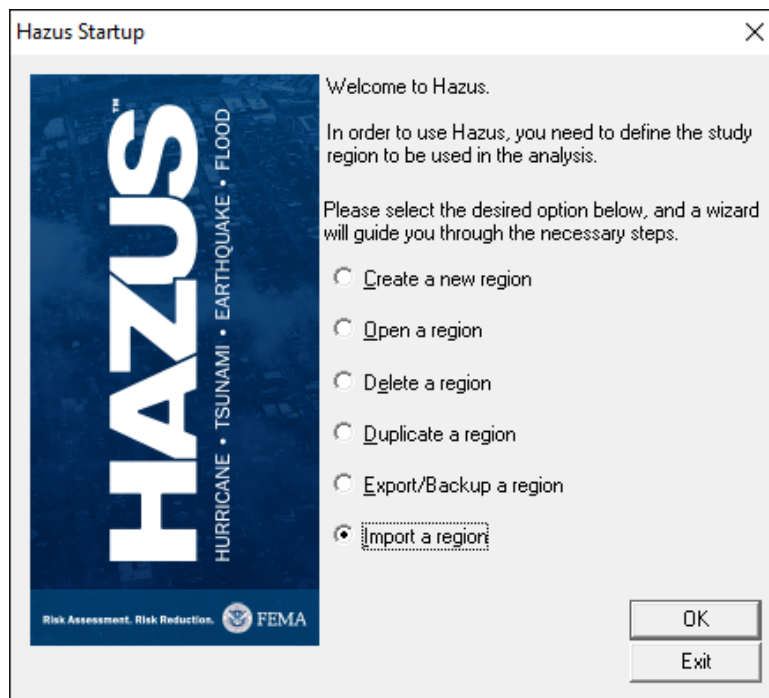 Hazus Startup
HAZUS™
HURRICANE • TSUNAMI • EARTHQUAKE • FLOOD
Risk Assessment. Risk Reduction. FEMA
Welcome to Hazus.
In order to use Hazus, you need to define the study
region to be used in the analysis.
Please select the desired option below, and a wizard
will guide you through the necessary steps.
Create a new region
Open a region
Delete a region
Duplicate a region
Export/Backup a region
Import a region
OK
Exit